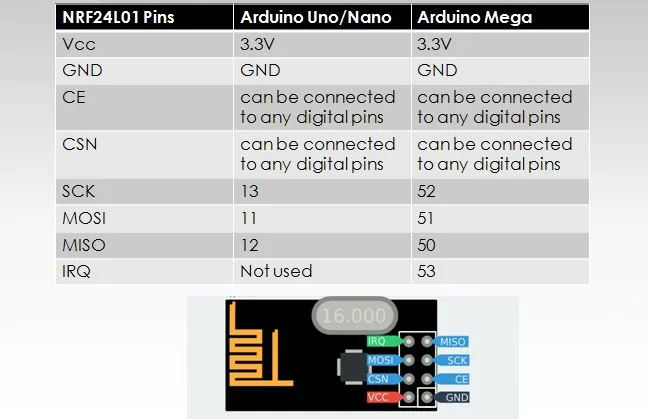 NRF24L01 Pins Arduino Uno/Nano Arduino Mega
Vcc 3.3V 3.3V
GND GND GND
CE can be connected to any digital pins can be connected to any digital pins
CSN can be connected to any digital pins can be connected to any digital pins
SCK 13 52
MOSI 11 51
MISO 12 50
IRQ Not used 53
16.000
IRQ MISO
MOSI SCK
CSN CE
VCC GND